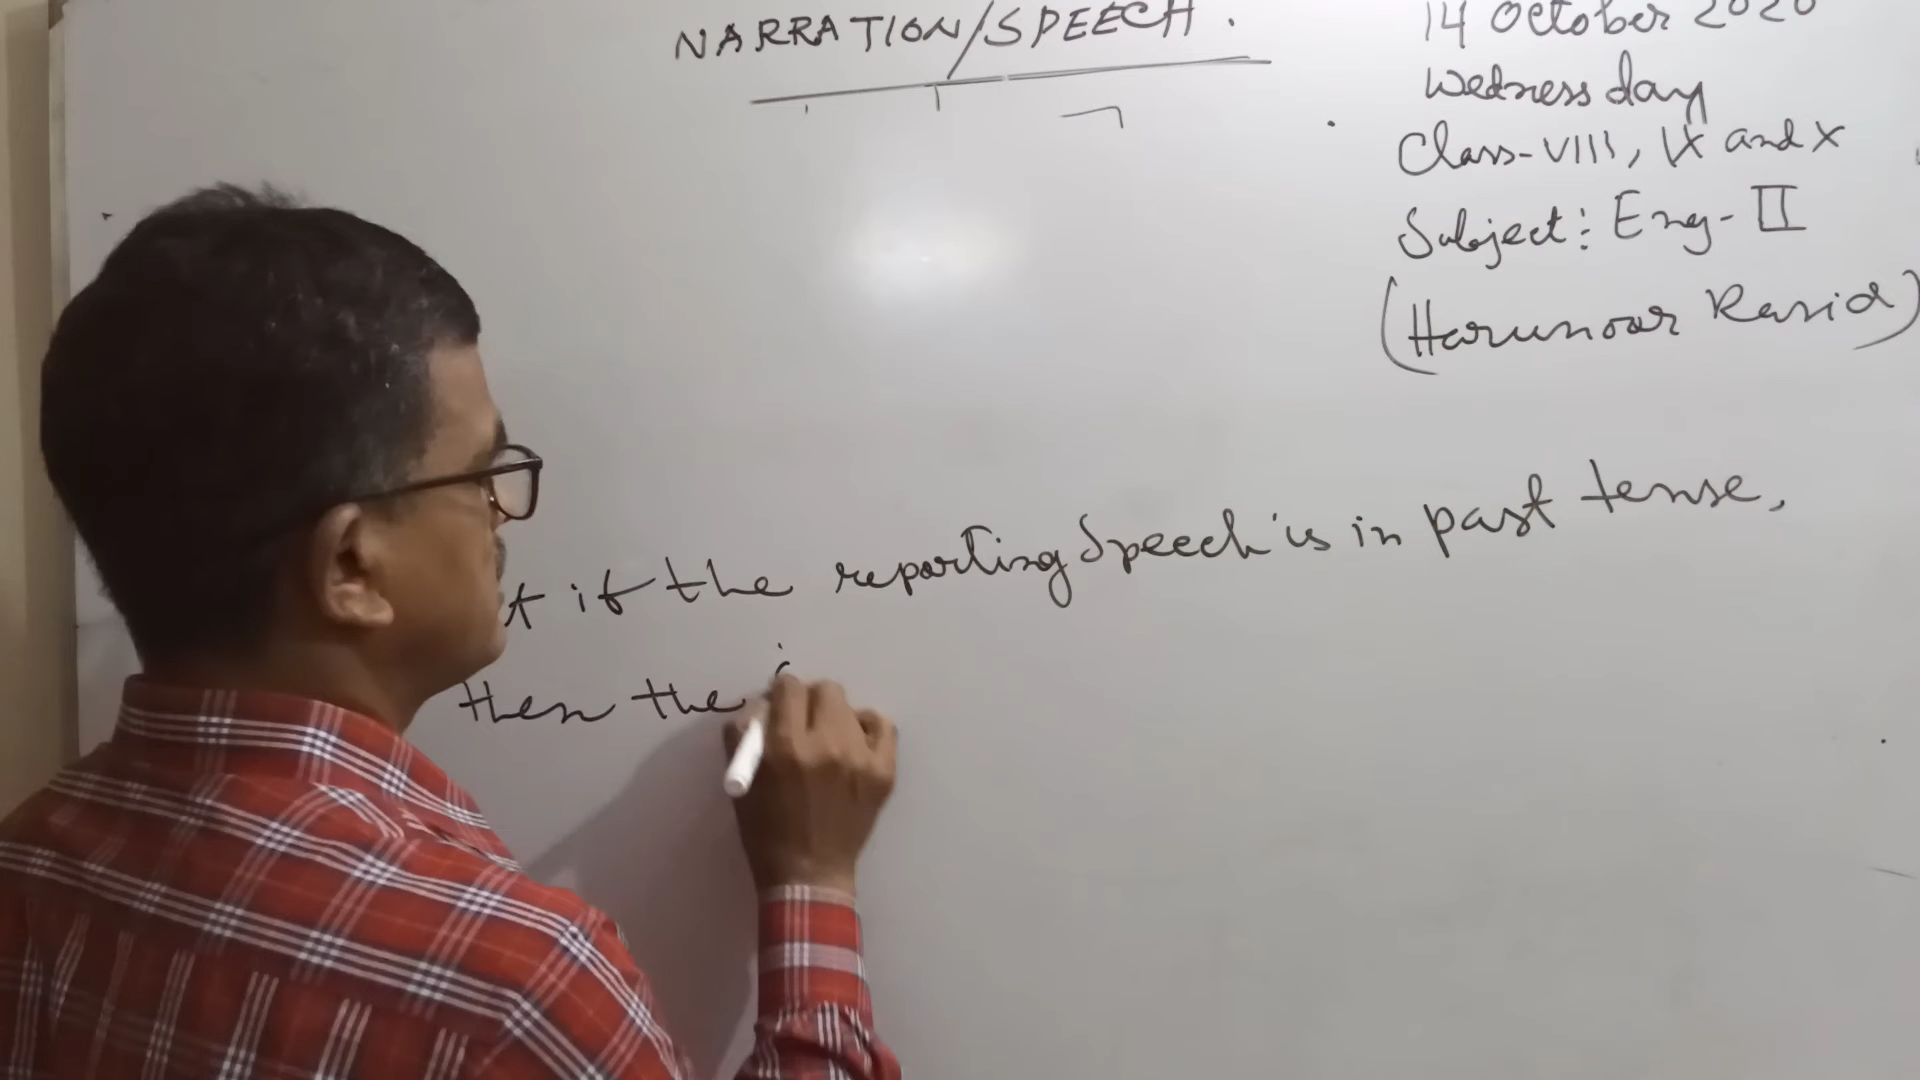 NARRATION/SPEECH.
14 October 2020
Wednessday
Class-VIII, IX and X
Subject: Eng-II
(Harunoar Rasid)
if the reporting Speech is in past tense,
then the